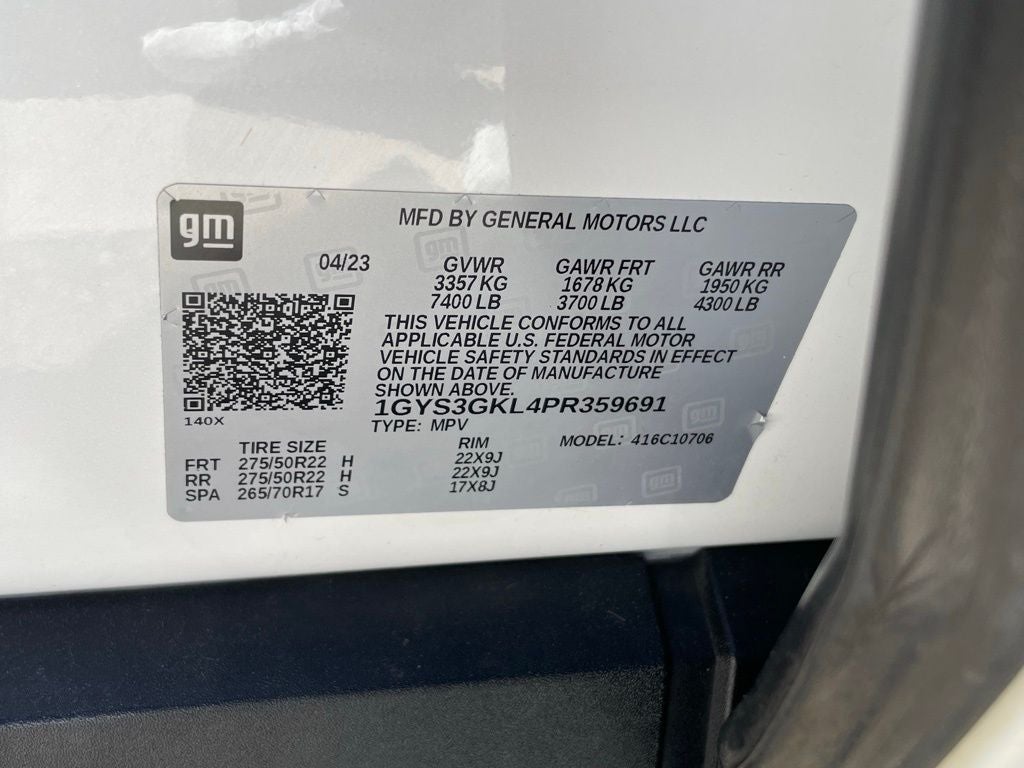 gm
MFD BY GENERAL MOTORS LLC
04/23 GVWR GAWR FRT GAWR RR
3357 KG 1678 KG 1950 KG
7400 LB 3700 LB 4300 LB
THIS VEHICLE CONFORMS TO ALL
APPLICABLE U.S. FEDERAL MOTOR
VEHICLE SAFETY STANDARDS IN EFFECT
ON THE DATE OF MANUFACTURE
SHOWN ABOVE.
1GYS3GKL4PR359691
140X
TYPE: MPV
MODEL: 416C10706
TIRE SIZE RIM
FRT 275/50R22 H 22X9J
RR 275/50R22 H 22X9J
SPA 265/70R17 S 17X8J